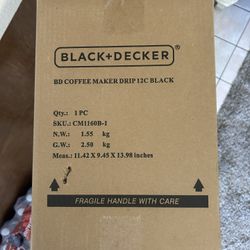 BLACK+DECKER®
BD COFFEE MAKER DRIP 12C BLACK
Qty.: 1 PC
SKU.: CM1160B-1
N.W.: 1.55 kg
G.W.: 2.50 kg
Meas.: 11.42 X 9.45 X 13.98 inches
FRAGILE HANDLE WITH CARE